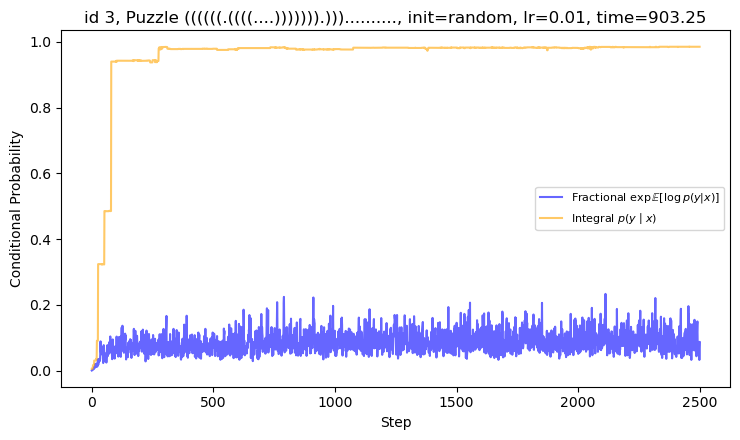 id 3, Puzzle ((((((.((((....))))))).)))).........., init=random, lr=0.01, time=903.25
1.0
0.8
0.6
0.4
0.2
0.0
Conditional Probability
Fractional exp𝔼[log p(y|x)]
Integral p(y | x)
0
500
1000
1500
2000
2500
Step